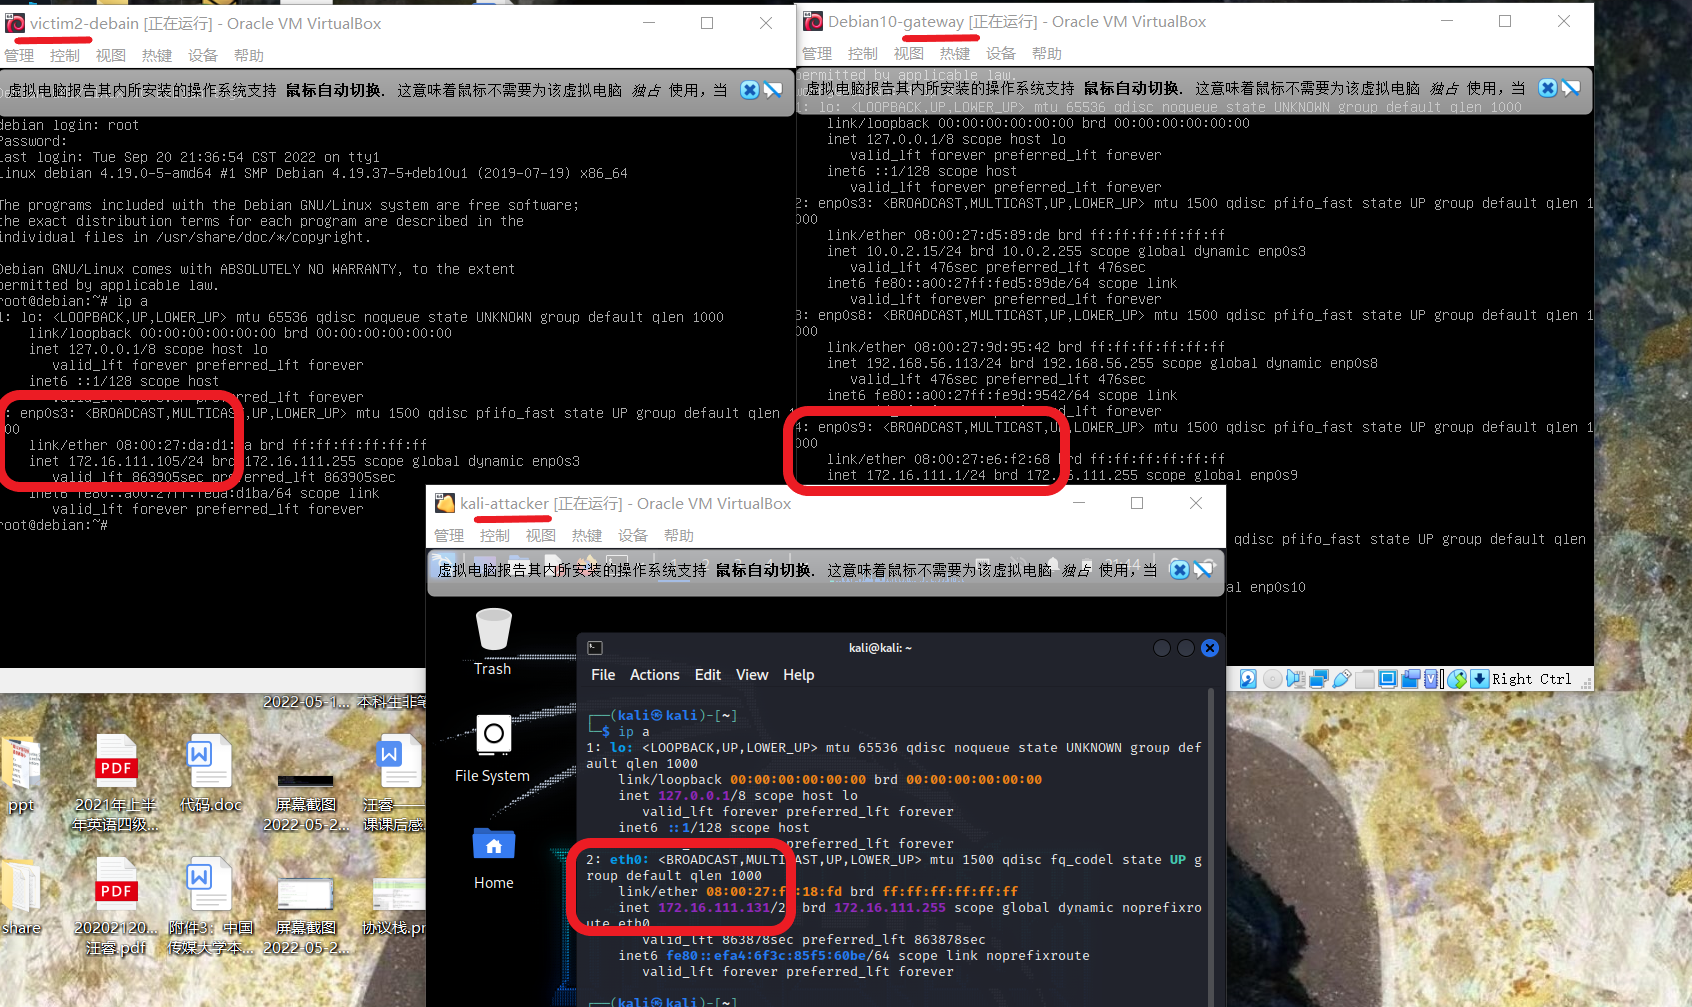 victim2-debain [正在运行] - Oracle VM VirtualBox
管理 控制 视图 热键 设备 帮助
虚拟电脑报告其内所安装的操作系统支持 鼠标自动切换. 这意味着鼠标不需要为该虚拟电脑 独占 使用，当
debian login: root
Password:
Last login: Tue Sep 20 21:36:54 CST 2022 on tty1
Linux debian 4.19.0-5-amd64 #1 SMP Debian 4.19.37-5+deb10u1 (2019-07-19) x86_64
The programs included with the Debian GNU/Linux system are free software;
the exact distribution terms for each program are described in the
individual files in /usr/share/doc/*/copyright.
Debian GNU/Linux comes with ABSOLUTELY NO WARRANTY, to the extent
permitted by applicable law.
root@debian:~# ip a
1: lo: <LOOPBACK,UP,LOWER_UP> mtu 65536 qdisc noqueue state UNKNOWN group default qlen 1000
link/loopback 00:00:00:00:00:00 brd 00:00:00:00:00:00
inet 127.0.0.1/8 scope host lo
valid_lft forever preferred_lft forever
inet6 ::1/128 scope host
preferred_lft forever
: enp0s3: <BROADCAST,MULTICAST,UP,LOWER_UP> mtu 1500 qdisc pfifo_fast state UP group default qlen 1
00
link/ether 08:00:27:da:d1: a brd ff:ff:ff:ff:ff:ff
inet 172.16.111.105/24 brd 172.16.111.255 scope global dynamic enp0s3
valid_lft 863905sec preferred_lft 863905sec
inet6 fe80::a00:27ff:feda:d1ba/64 scope link
valid_lft forever preferred_lft forever
root@debian:~#
Debian10-gateway [正在运行] - Oracle VM VirtualBox
管理 控制 视图 热键 设备 帮助
permitted by applicable law.
虚拟电脑报告其内所安装的操作系统支持 鼠标自动切换. 这意味着鼠标不需要为该虚拟电脑 独占 使用，当
1: lo: <LOOPBACK,UP,LOWER_UP> mtu 65536 qdisc noqueue state UNKNOWN group default qlen 1000
link/loopback 00:00:00:00:00:00 brd 00:00:00:00:00:00
inet 127.0.0.1/8 scope host lo
valid_lft forever preferred_lft forever
inet6 ::1/128 scope host
valid_lft forever preferred_lft forever
2: enp0s3: <BROADCAST,MULTICAST,UP,LOWER_UP> mtu 1500 qdisc pfifo_fast state UP group default qlen 1
000
link/ether 08:00:27:d5:89:de brd ff:ff:ff:ff:ff:ff
inet 10.0.2.15/24 brd 10.0.2.255 scope global dynamic enp0s3
valid_lft 476sec preferred_lft 476sec
inet6 fe80::a00:27ff:fed5:89de/64 scope link
valid_lft forever preferred_lft forever
3: enp0s8: <BROADCAST,MULTICAST,UP,LOWER_UP> mtu 1500 qdisc pfifo_fast state UP group default qlen 1
000
link/ether 08:00:27:9d:95:42 brd ff:ff:ff:ff:ff:ff
inet 192.168.56.113/24 brd 192.168.56.255 scope global dynamic enp0s8
valid_lft 476sec preferred_lft 476sec
inet6 fe80::a00:27ff:fe9d:9542/64 scope link
preferred_lft forever
4: enp0s9: <BROADCAST,MULTICAST,UP,LOWER_UP> mtu 1500 qdisc pfifo_fast state UP group default qlen 1
000
link/ether 08:00:27:e6:f2:68 brd ff:ff:ff:ff:ff:ff
inet 172.16.111.1/24 brd 172.16.111.255 scope global enp0s9
qdisc pfifo_fast state UP group default qlen
al enp0s10
Right Ctrl
kali-attacker [正在运行] - Oracle VM VirtualBox
管理 控制 视图 热键 设备 帮助
虚拟电脑报告其内所安装的操作系统支持 鼠标自动切换. 这意味着鼠标不需要为该虚拟电脑 独占 使用，当
Trash
File System
Home
kali@kali: ~
File Actions Edit View Help
┌──(kali㉿kali)-[~]
└─$ ip a
1: lo: <LOOPBACK,UP,LOWER_UP> mtu 65536 qdisc noqueue state UNKNOWN group def
ault qlen 1000
link/loopback 00:00:00:00:00:00 brd 00:00:00:00:00:00
inet 127.0.0.1/8 scope host lo
valid_lft forever preferred_lft forever
inet6 ::1/128 scope host
preferred_lft forever
2: eth0: <BROADCAST,MULTICAST,UP,LOWER_UP> mtu 1500 qdisc fq_codel state UP g
roup default qlen 1000
link/ether 08:00:27:f :18:fd brd ff:ff:ff:ff:ff:ff
inet 172.16.111.131/2 brd 172.16.111.255 scope global dynamic noprefixro
ute eth0
valid_lft 863878sec preferred_lft 863878sec
inet6 fe80::efa4:6f3c:85f5:60be/64 scope link noprefixroute
valid_lft forever preferred_lft forever
┌──(kali㉿kali)-[~]
2022-05-1... 本科生非笔
ppt
PDF
2021年上半
年英语四级...
W
代码.doc
屏幕截图
2022-05-2...
W
汪睿——
课课后感.
share
PDF
20202120...
汪睿.pdf
W
附件3：中国
传媒大学本...
屏幕截图
2022-05-2...
协议栈.pr